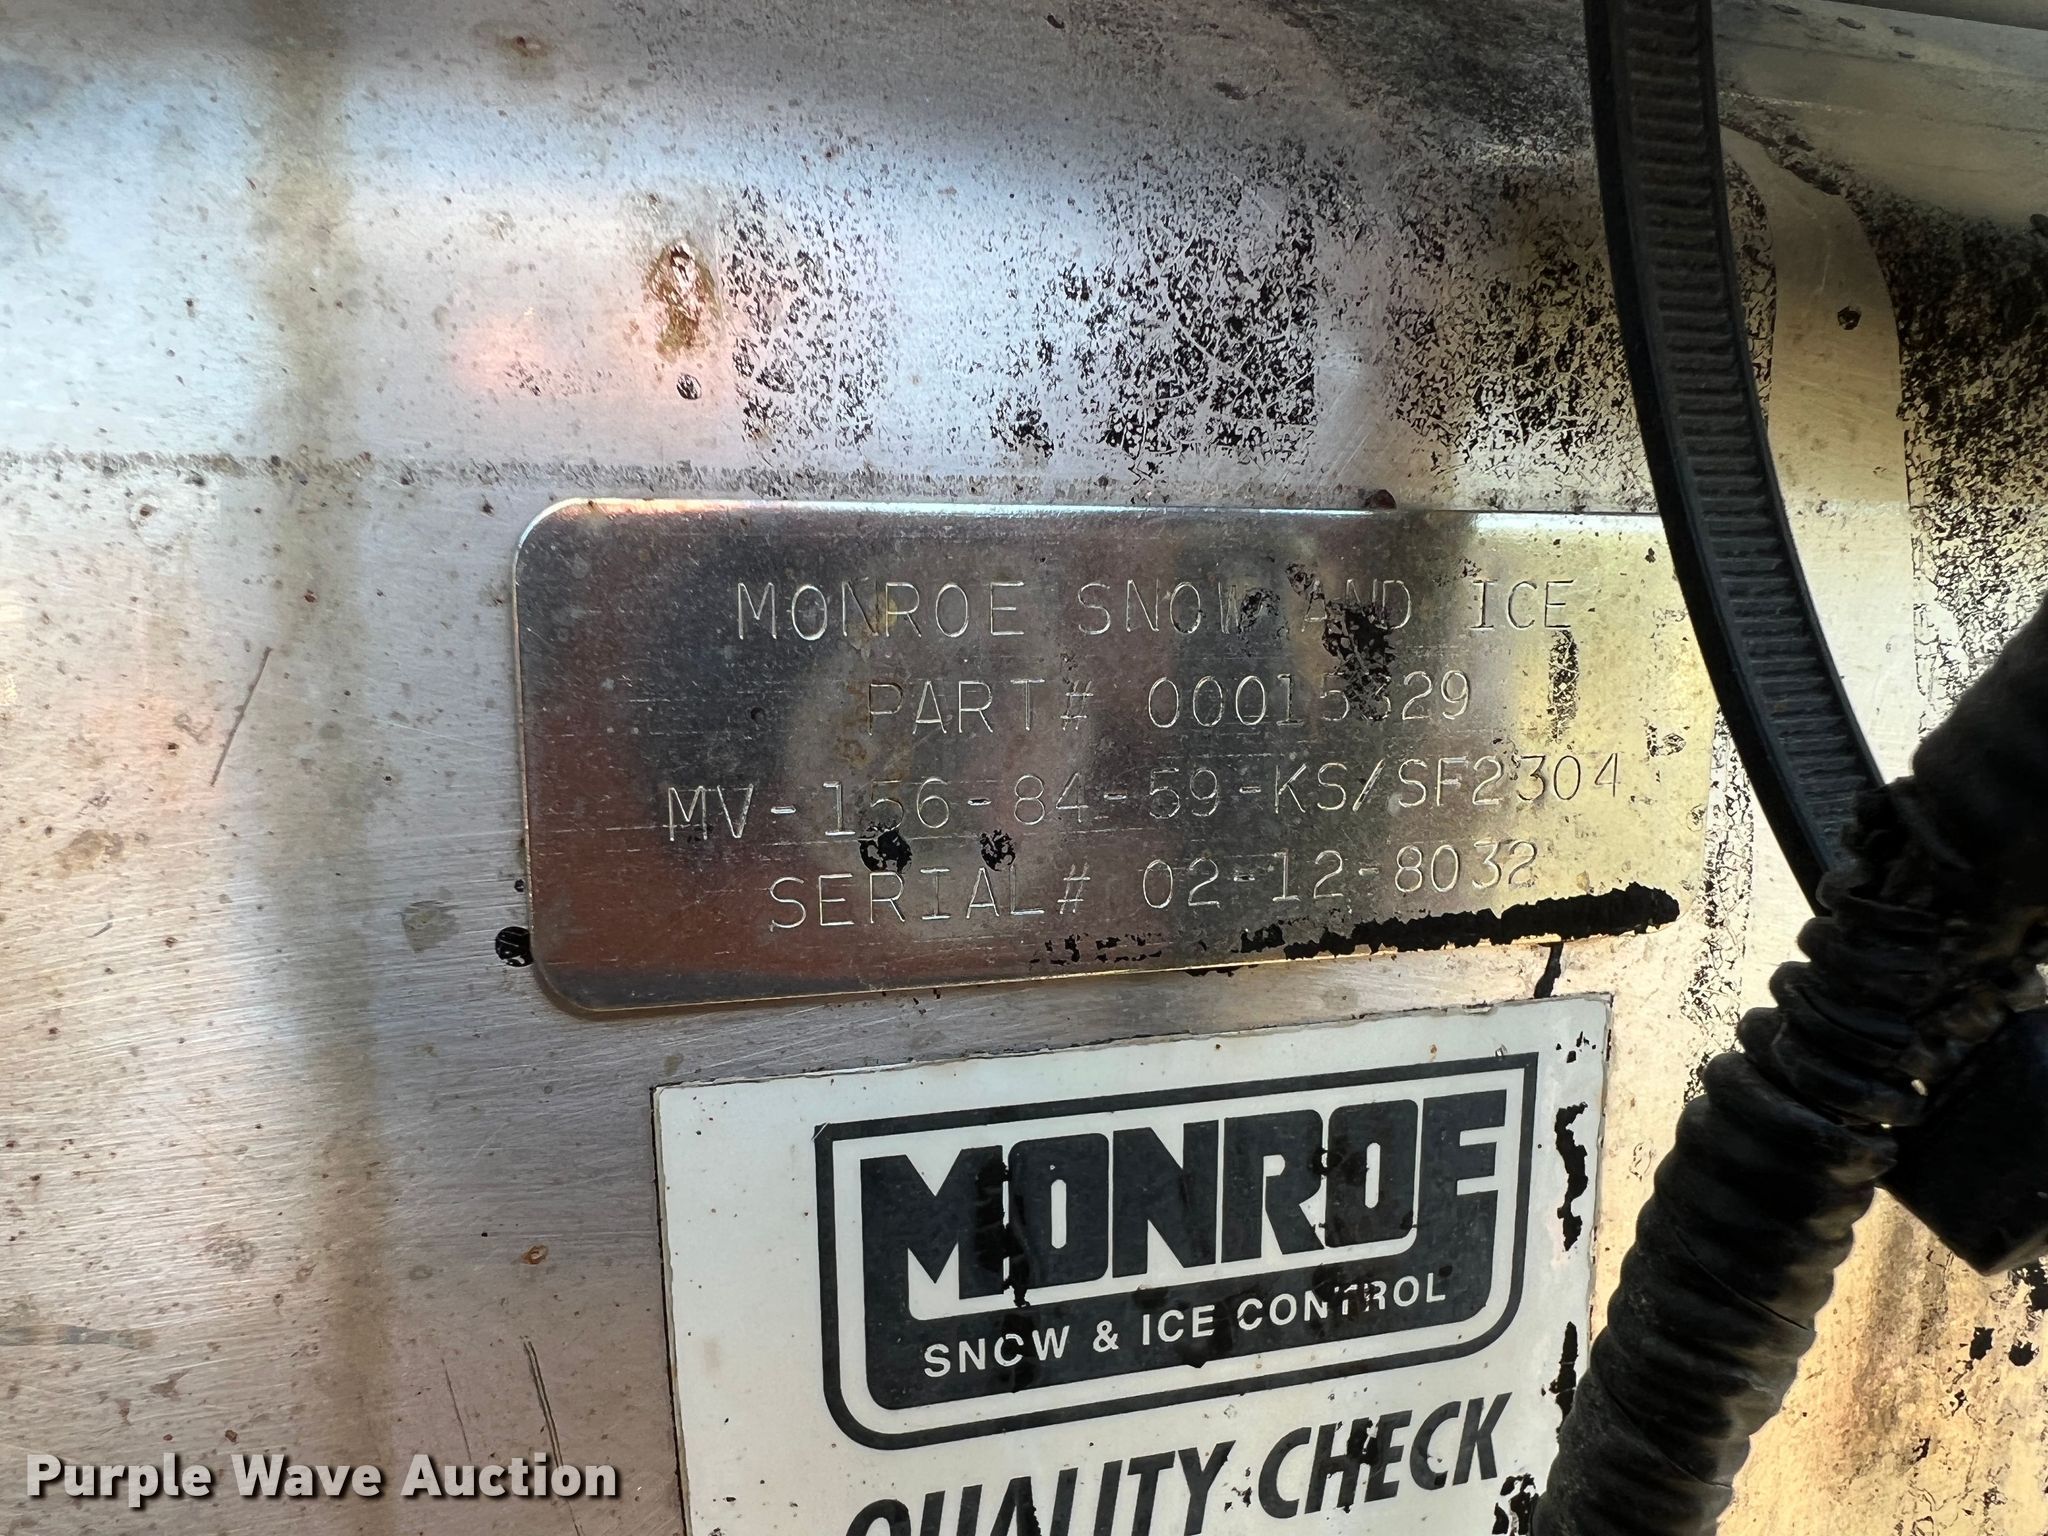 MONROE SNOW AND ICE
PART# 00015329
MV-156-84-59-KS/SF2304
SERIAL# 02-12-8032
MONROE
SNOW & ICE CONTROL
QUALITY CHECK
Purple Wave Auction